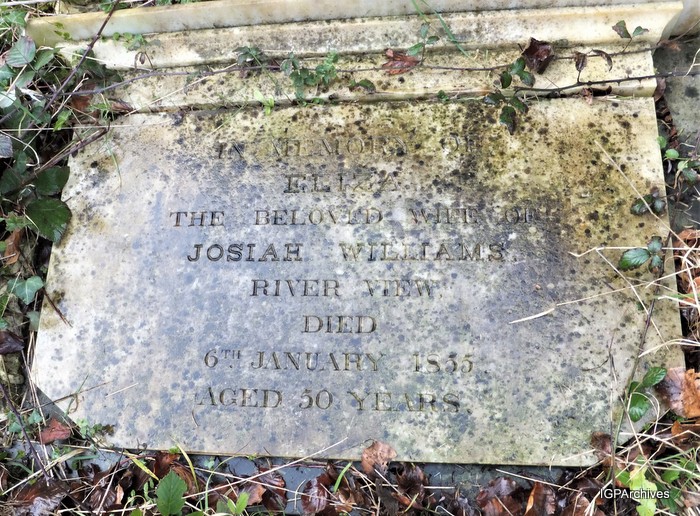 IN MEMORY OF
ELIZA
THE BELOVED WIFE OF
JOSIAH WILLIAMS.
RIVER VIEW
DIED
6TH JANUARY 1855.
AGED 50 YEARS.
IGPArchives